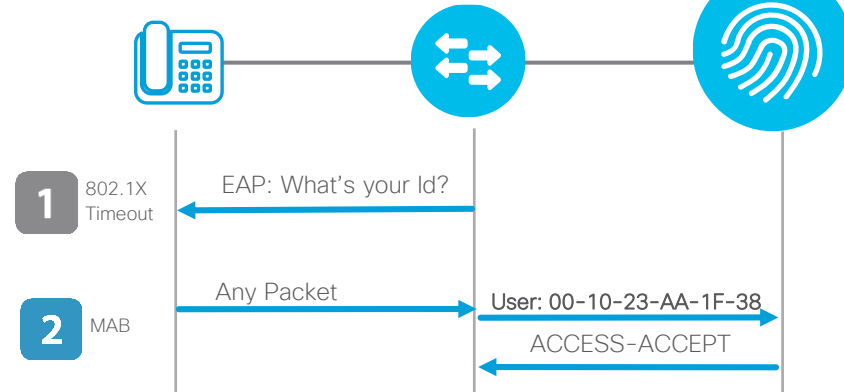 1
802.1X
Timeout
EAP: What's your Id?
2
MAB
Any Packet
User: 00-10-23-AA-1F-38
ACCESS-ACCEPT